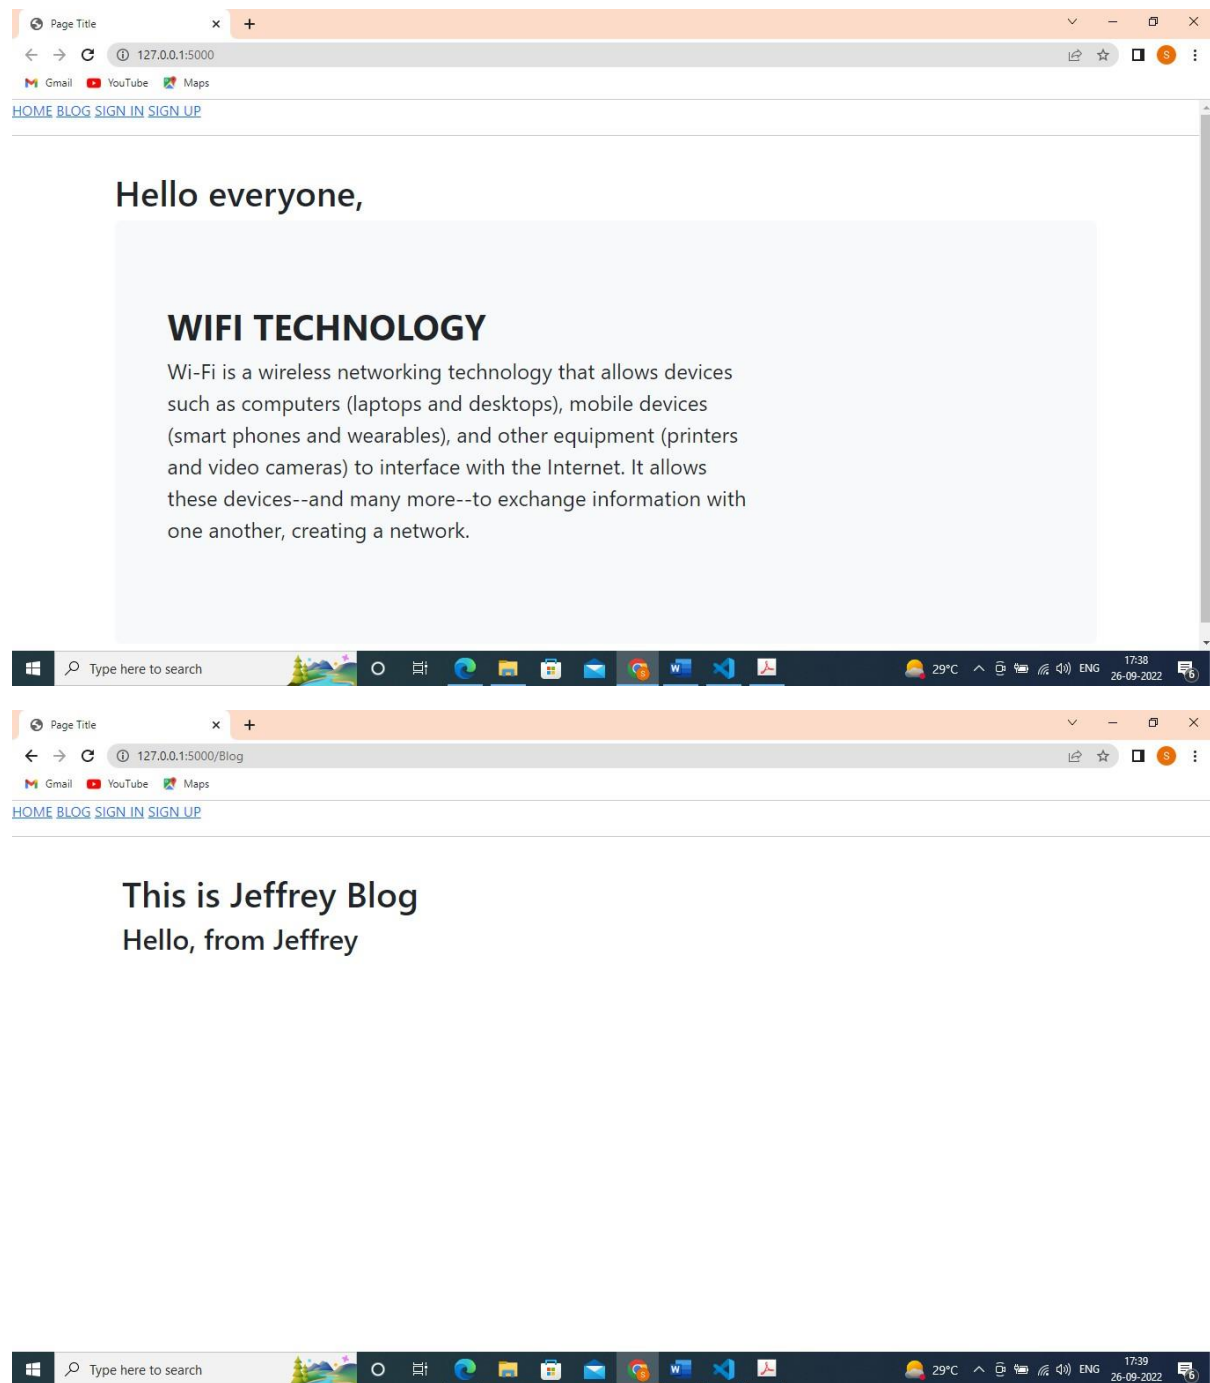 Page Title
127.0.0.1:5000
Gmail YouTube Maps
HOME BLOG SIGN IN SIGN UP
Hello everyone,
WIFI TECHNOLOGY
Wi-Fi is a wireless networking technology that allows devices
such as computers (laptops and desktops), mobile devices
(smart phones and wearables), and other equipment (printers
and video cameras) to interface with the Internet. It allows
these devices--and many more--to exchange information with
one another, creating a network.
Type here to search
29°C ENG 17:38
26-09-2022 6
Page Title
127.0.0.1:5000/Blog
Gmail YouTube Maps
HOME BLOG SIGN IN SIGN UP
This is Jeffrey Blog
Hello, from Jeffrey
Type here to search
29°C ENG 17:39
26-09-2022 6